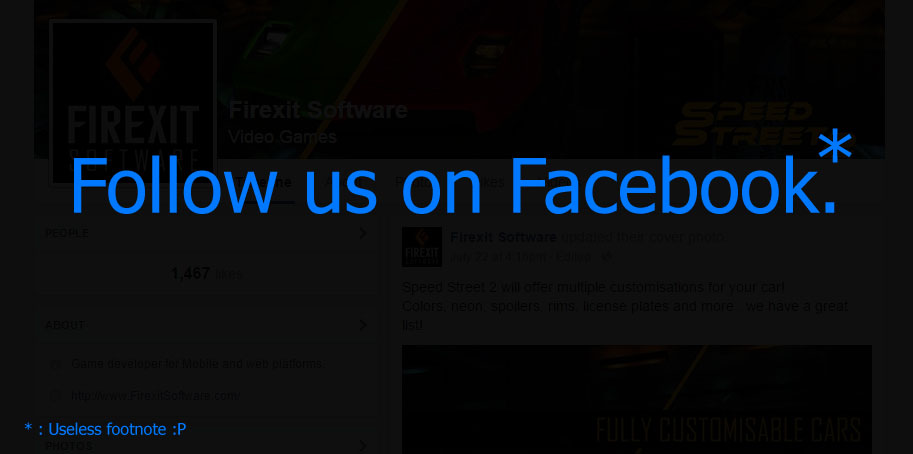 FIREXIT
SOFTWARE
Firexit Software
Video Games
SPEED
STREET
Follow us on Facebook.*
PEOPLE
1,467 likes
ABOUT
Game developer for Mobile and web platforms.
http://www.FirexitSoftware.com/
PHOTOS
Firexit Software updated their cover photo.
July 22 at 4:16pm · Edited
Speed Street 2 will offer multiple customisations for your car!
Colors, neon, spoilers, rims, license plates and more.. we have a great
list!
FULLY CUSTOMISABLE CARS
* : Useless footnote :P